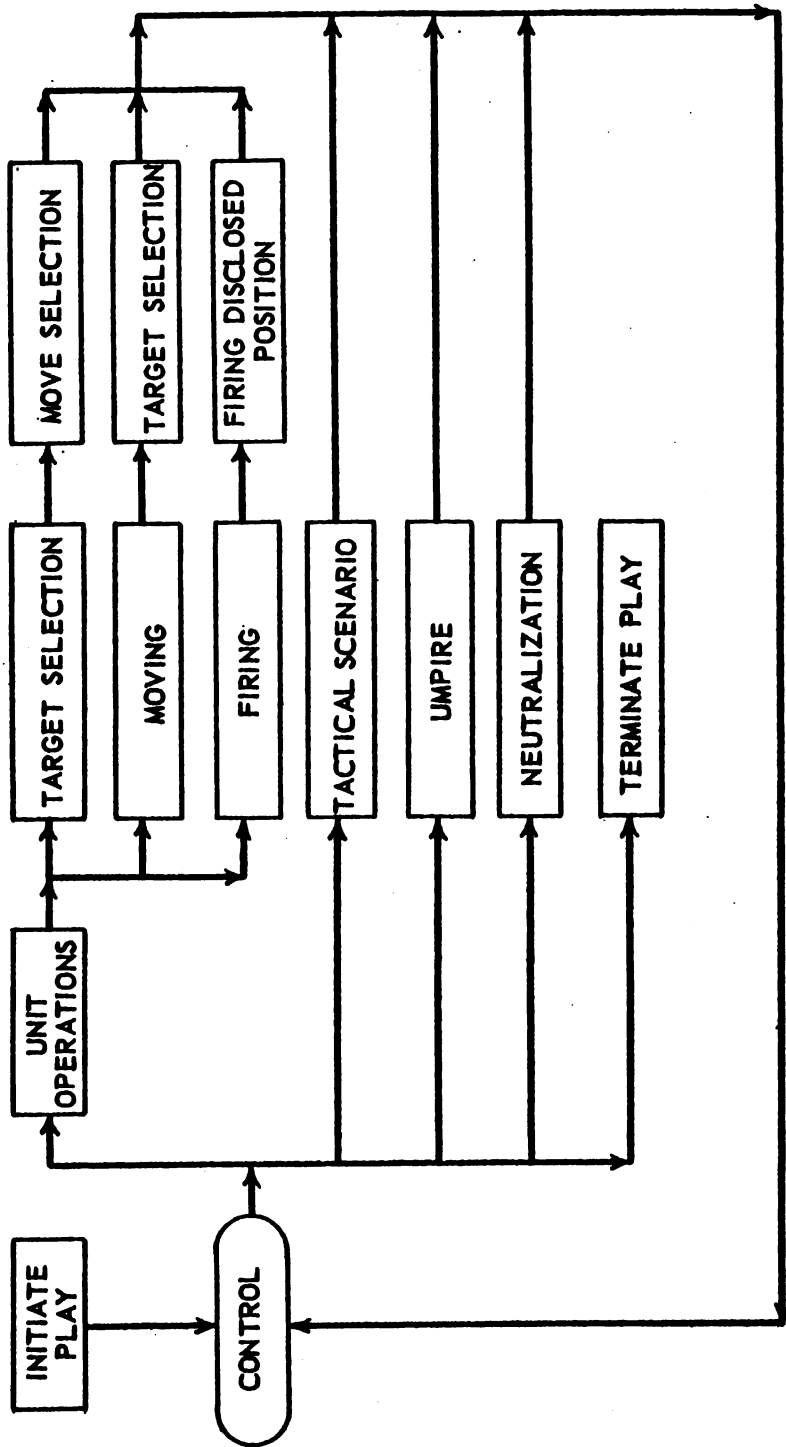 INITIATE
PLAY
CONTROL
UNIT
OPERATIONS
TARGET SELECTION
MOVING
FIRING
TACTICAL SCENARIO
UMPIRE
NEUTRALIZATION
TERMINATE PLAY
MOVE SELECTION
TARGET SELECTION
FIRING DISCLOSED
POSITION